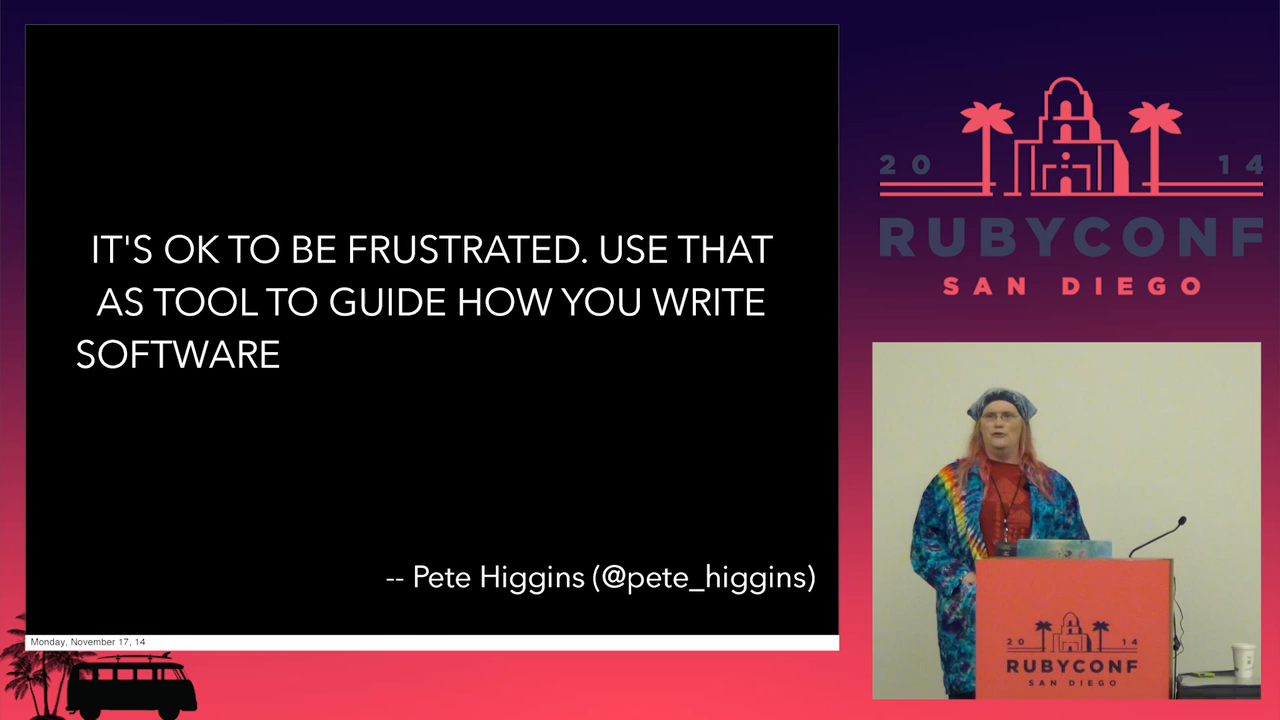 IT'S OK TO BE FRUSTRATED. USE THAT
AS TOOL TO GUIDE HOW YOU WRITE
SOFTWARE
-- Pete Higgins (@pete_higgins)
Monday, November 17, 14
20 14
RUBYCONF
SAN DIEGO
20 14
RUBYCONF
SAN DIEGO